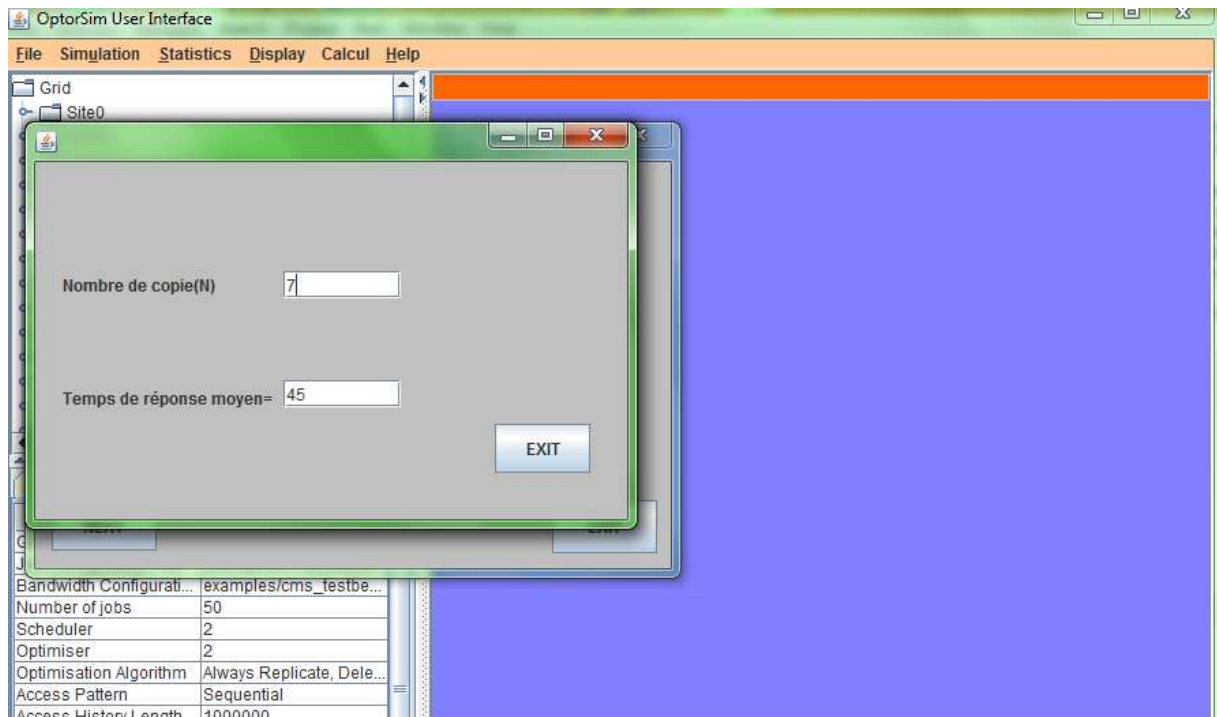 OptorSim User Interface
File Simulation Statistics Display Calcul Help
Grid
Site0
Nombre de copie(N) 7
Temps de réponse moyen= 45
EXIT
Bandwidth Configurati... examples/cms_testbe...
Number of jobs 50
Scheduler 2
Optimiser 2
Optimisation Algorithm Always Replicate, Dele...
Access Pattern Sequential
Access History Length 1000000